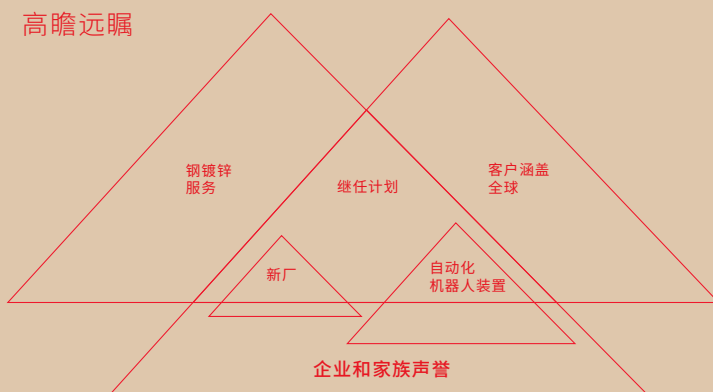 高瞻远瞩
钢镀锌
服务
继任计划
客户涵盖
全球
新厂
自动化
机器人装置
企业和家族声誉